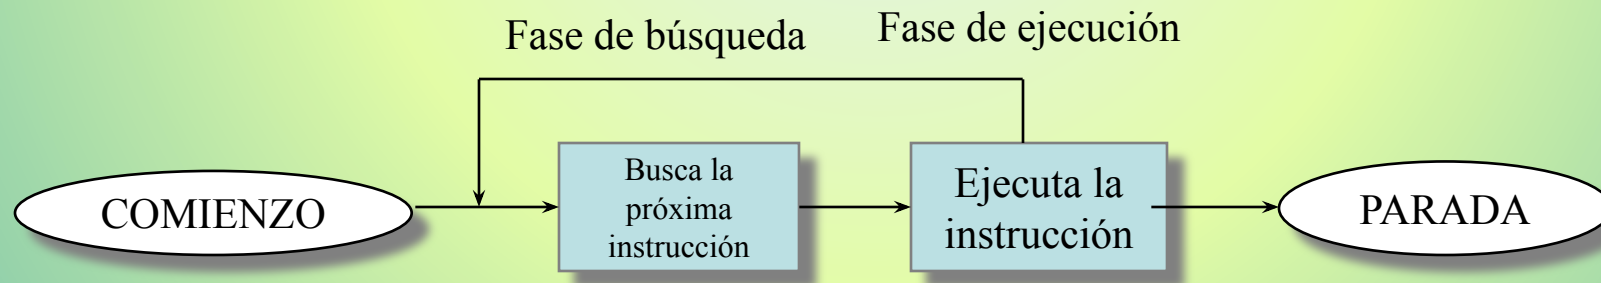 Fase de búsqueda
Fase de ejecución
COMIENZO
Busca la
próxima
instrucción
Ejecuta la
instrucción
PARADA